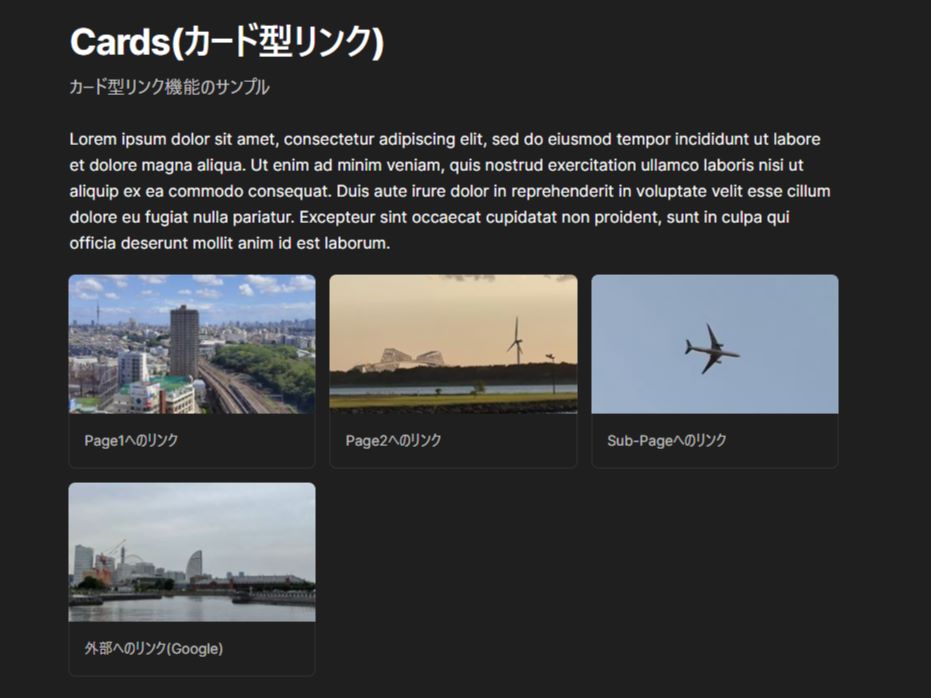 Cards(カード型リンク)
カード型リンク機能のサンプル
Lorem ipsum dolor sit amet, consectetur adipiscing elit, sed do eiusmod tempor incididunt ut labore
et dolore magna aliqua. Ut enim ad minim veniam, quis nostrud exercitation ullamco laboris nisi ut
aliquip ex ea commodo consequat. Duis aute irure dolor in reprehenderit in voluptate velit esse cillum
dolore eu fugiat nulla pariatur. Excepteur sint occaecat cupidatat non proident, sunt in culpa qui
officia deserunt mollit anim id est laborum.
Page1へのリンク
Page2へのリンク
Sub-Pageへのリンク
外部へのリンク(Google)